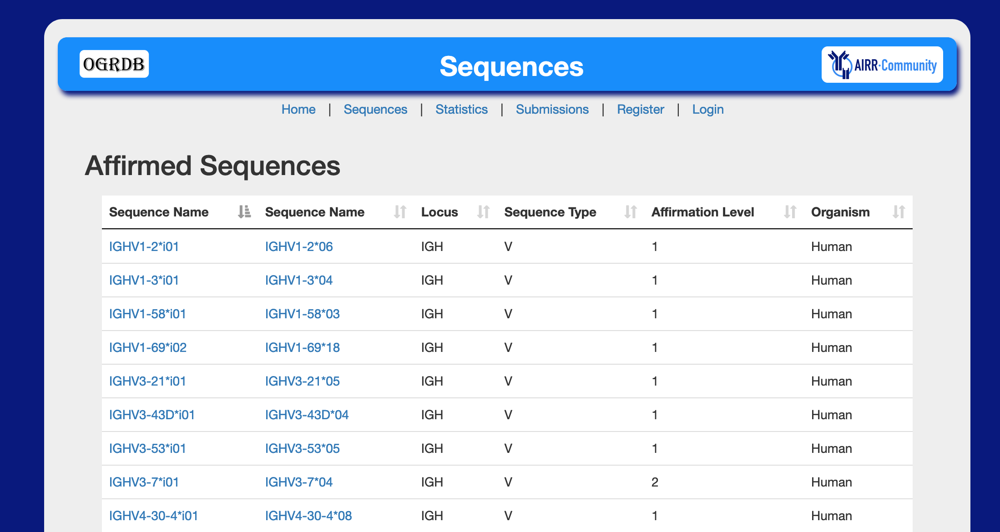 OGRDB
Sequences
AIRR·Community
Home | Sequences | Statistics | Submissions | Register | Login
Affirmed Sequences
Sequence Name Sequence Name Locus Sequence Type Affirmation Level Organism
IGHV1-2*i01 IGHV1-2*06 IGH V 1 Human
IGHV1-3*i01 IGHV1-3*04 IGH V 1 Human
IGHV1-58*i01 IGHV1-58*03 IGH V 1 Human
IGHV1-69*i02 IGHV1-69*18 IGH V 1 Human
IGHV3-21*i01 IGHV3-21*05 IGH V 1 Human
IGHV3-43D*i01 IGHV3-43D*04 IGH V 1 Human
IGHV3-53*i01 IGHV3-53*05 IGH V 1 Human
IGHV3-7*i01 IGHV3-7*04 IGH V 2 Human
IGHV4-30-4*i01 IGHV4-30-4*08 IGH V 1 Human